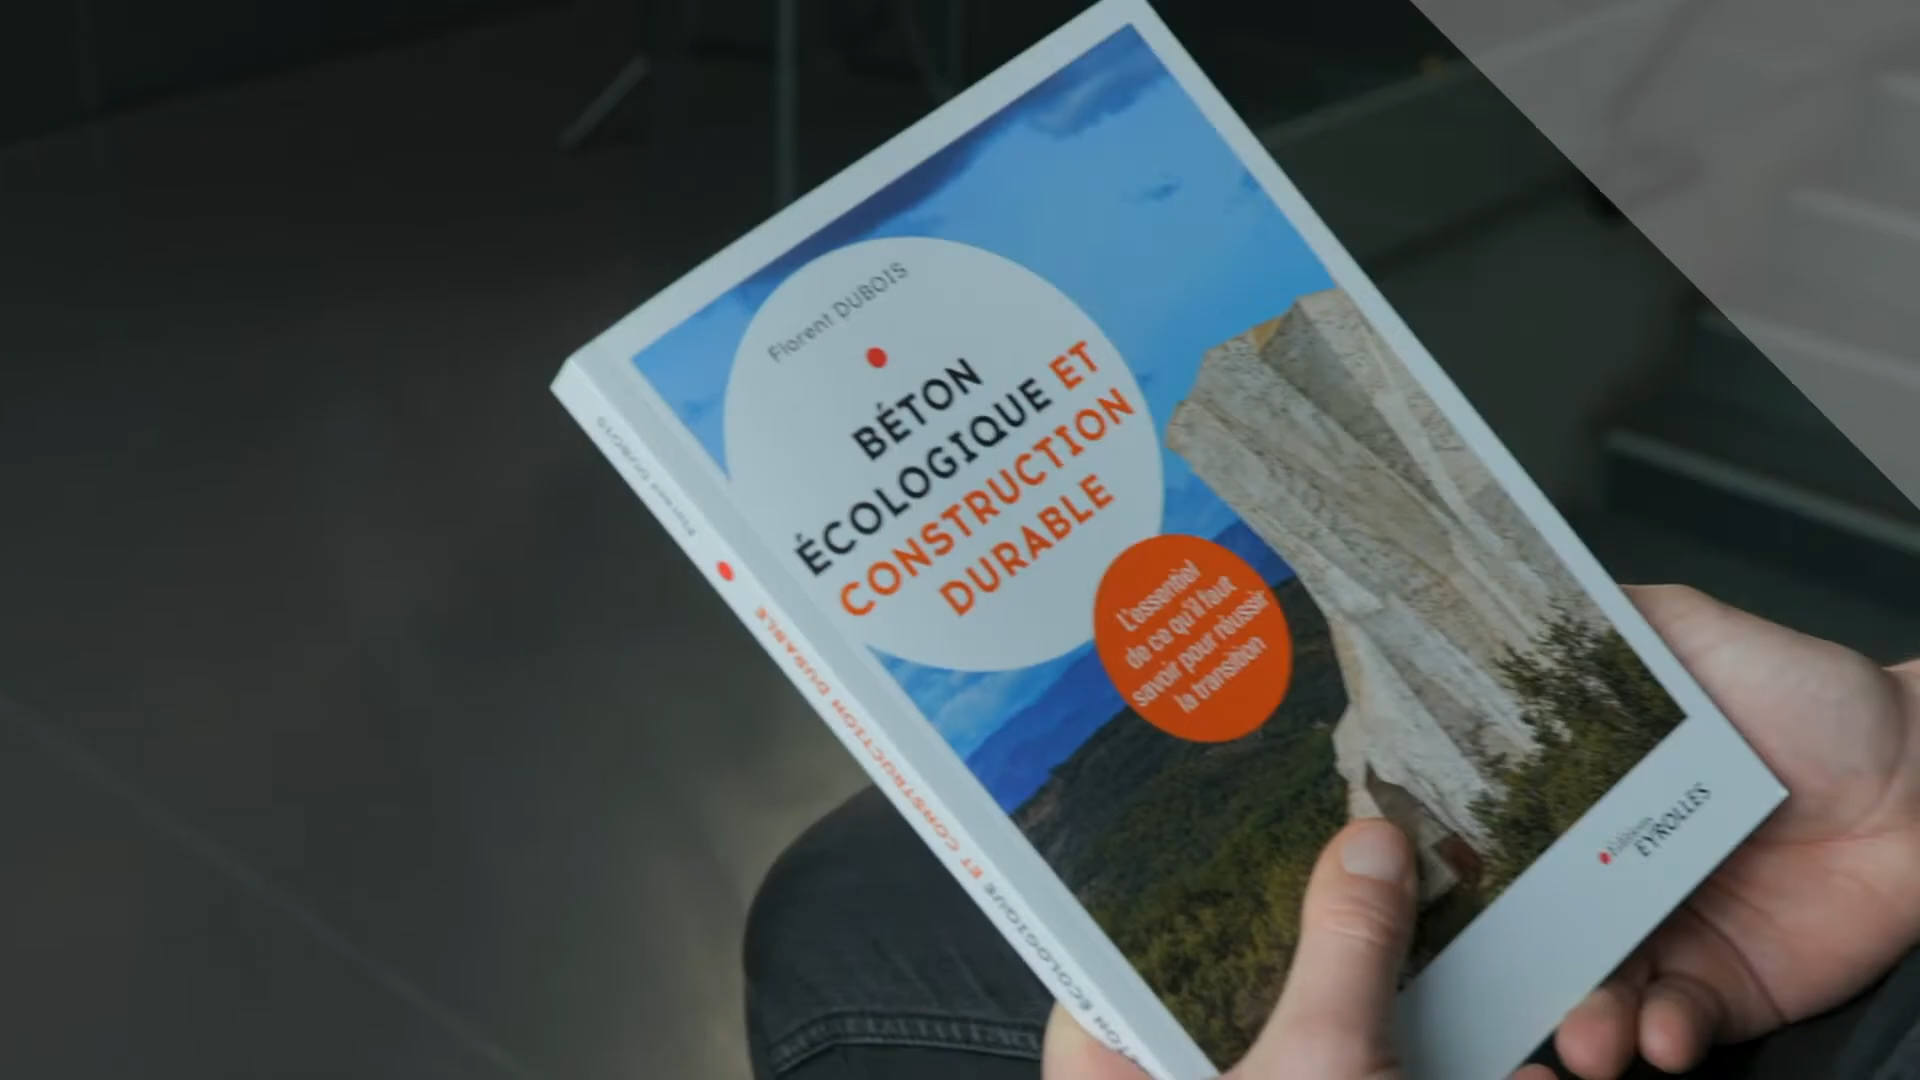 Florent DUBOIS
BÉTON
ÉCOLOGIQUE ET
CONSTRUCTION
DURABLE
L'essentiel
de ce qu'il faut
savoir pour réussir
la transition
Éditions
EYROLLES
Florent DUBOIS
BÉTON ÉCOLOGIQUE ET CONSTRUCTION DURABLE